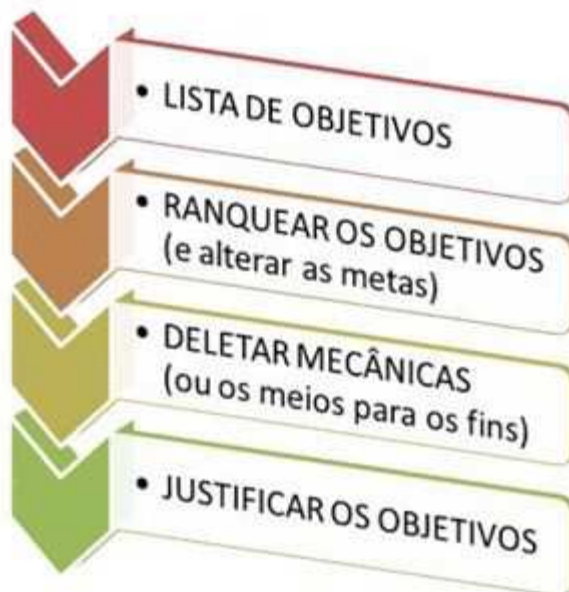 • LISTA DE OBJETIVOS
• RANQUEAR OS OBJETIVOS
(e alterar as metas)
• DELETAR MECÂNICAS
(ou os meios para os fins)
• JUSTIFICAR OS OBJETIVOS